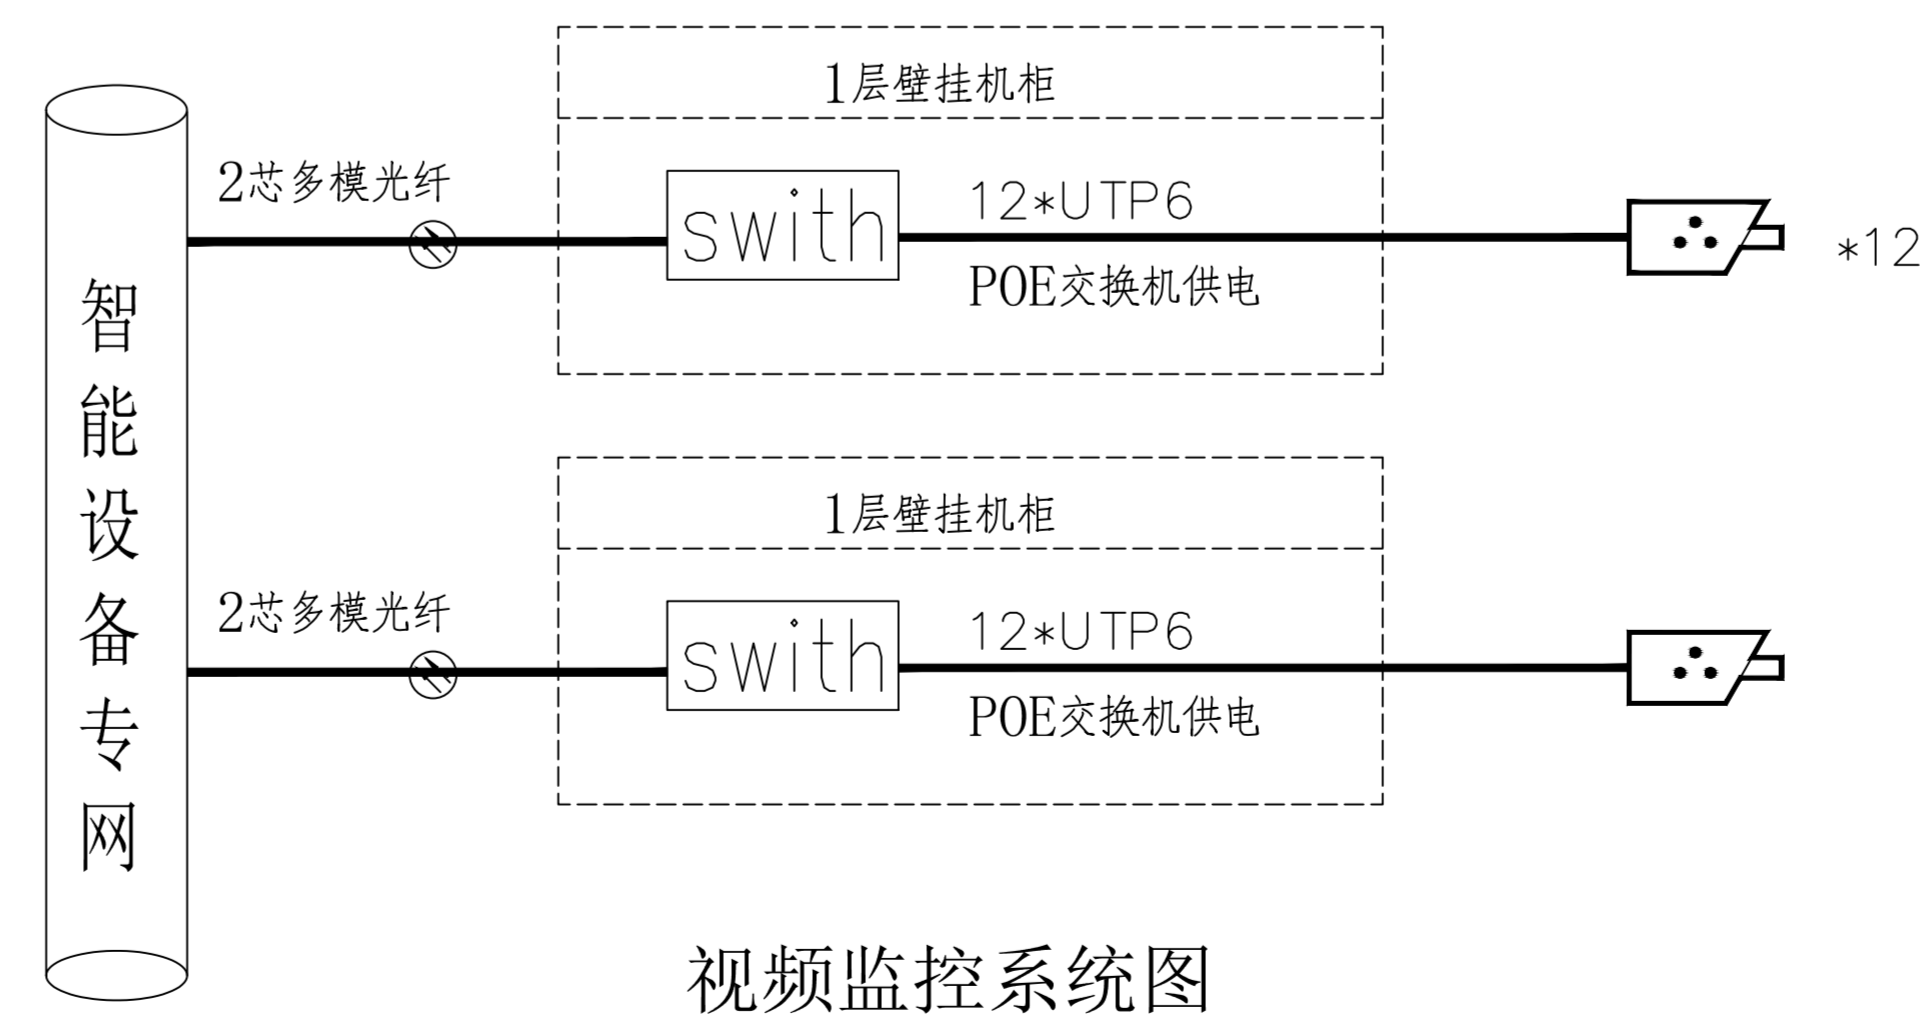 智能设备专网
1层壁挂机柜
2芯多模光纤
swith
12*UTP6
POE交换机供电
*12
1层壁挂机柜
2芯多模光纤
swith
12*UTP6
POE交换机供电
视频监控系统图